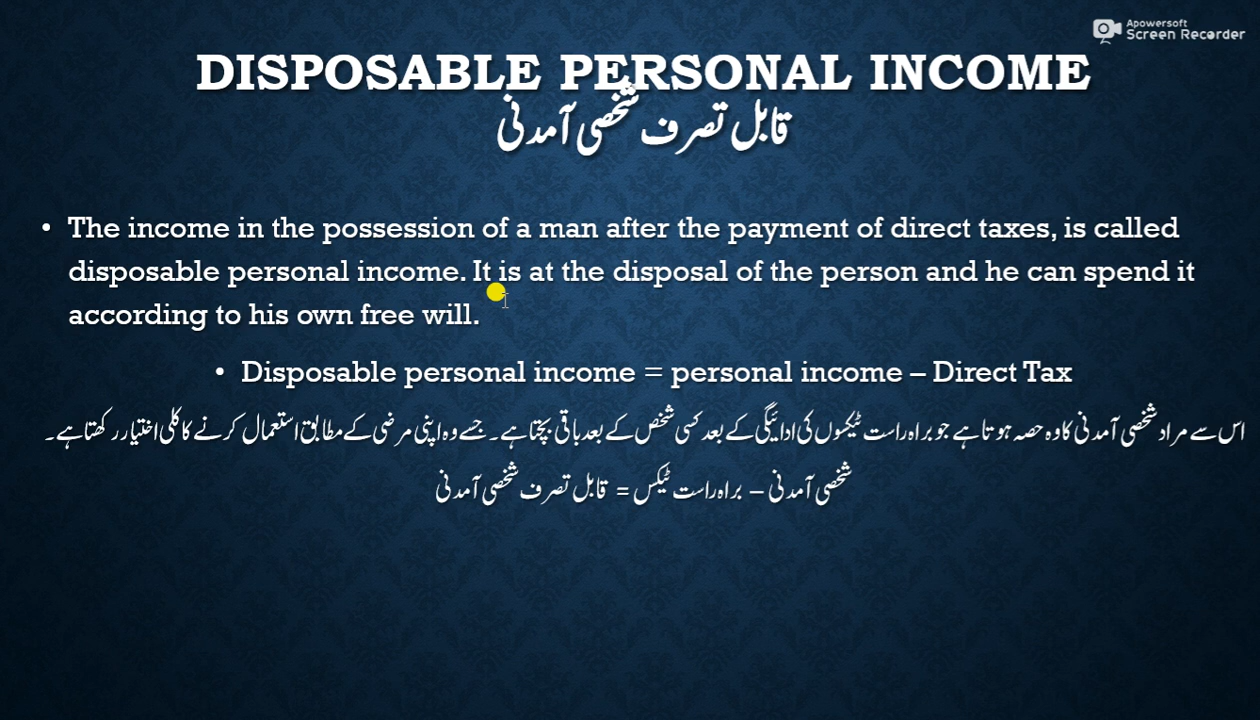 Apowersoft
Screen Recorder
DISPOSABLE PERSONAL INCOME
قابل تصرف شخصی آمدنی
• The income in the possession of a man after the payment of direct taxes, is called
disposable personal income. It is at the disposal of the person and he can spend it
according to his own free will.
• Disposable personal income = personal income – Direct Tax
اس سے مراد شخصی آمدنی کا وہ حصہ ہوتا ہے جو براہ راست ٹیکسوں کی ادائیگی کے بعد کسی شخص کے بعد باقی بچتا ہے۔ جسے وہ اپنی مرضی کے مطابق استعمال کرنے کا کلی اختیار رکھتا ہے۔
شخصی آمدنی – براہ راست ٹیکس = قابل تصرف شخصی آمدنی